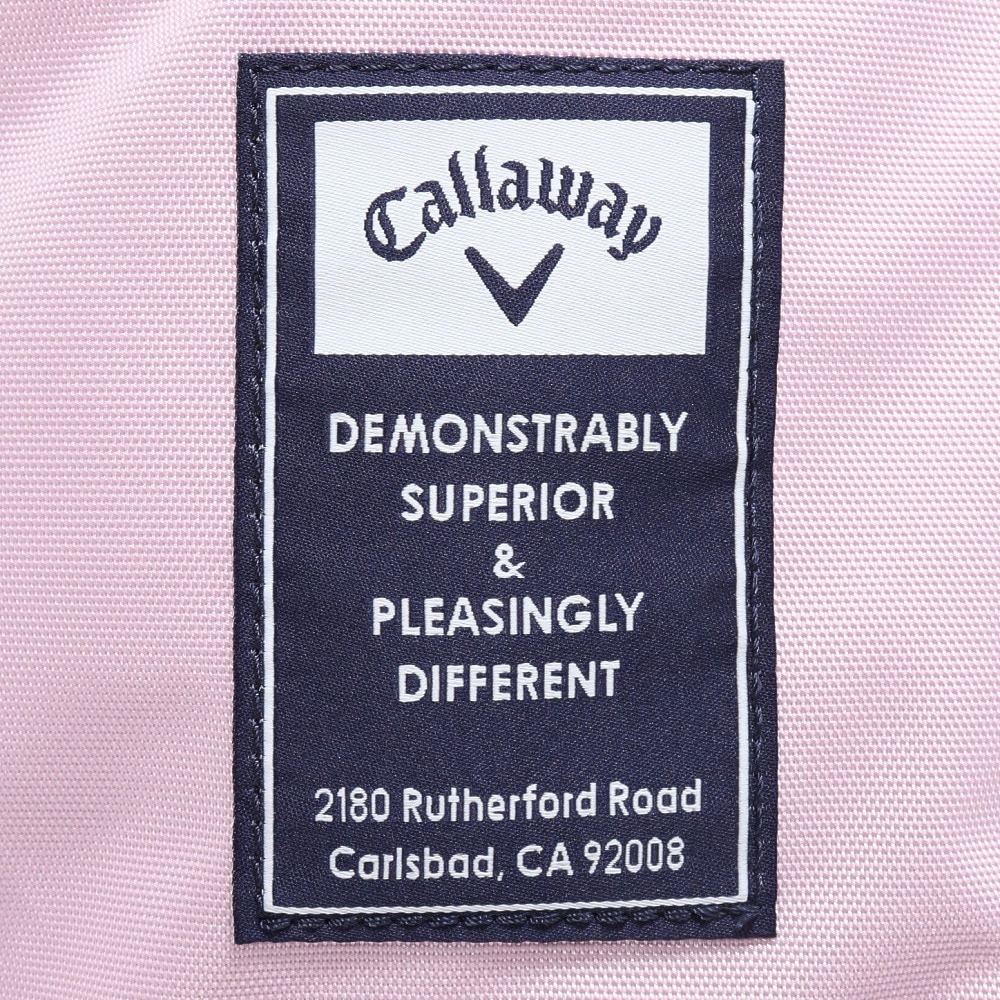 Callaway
DEMONSTRABLY
SUPERIOR
&
PLEASINGLY
DIFFERENT
2180 Rutherford Road
Carlsbad, CA 92008